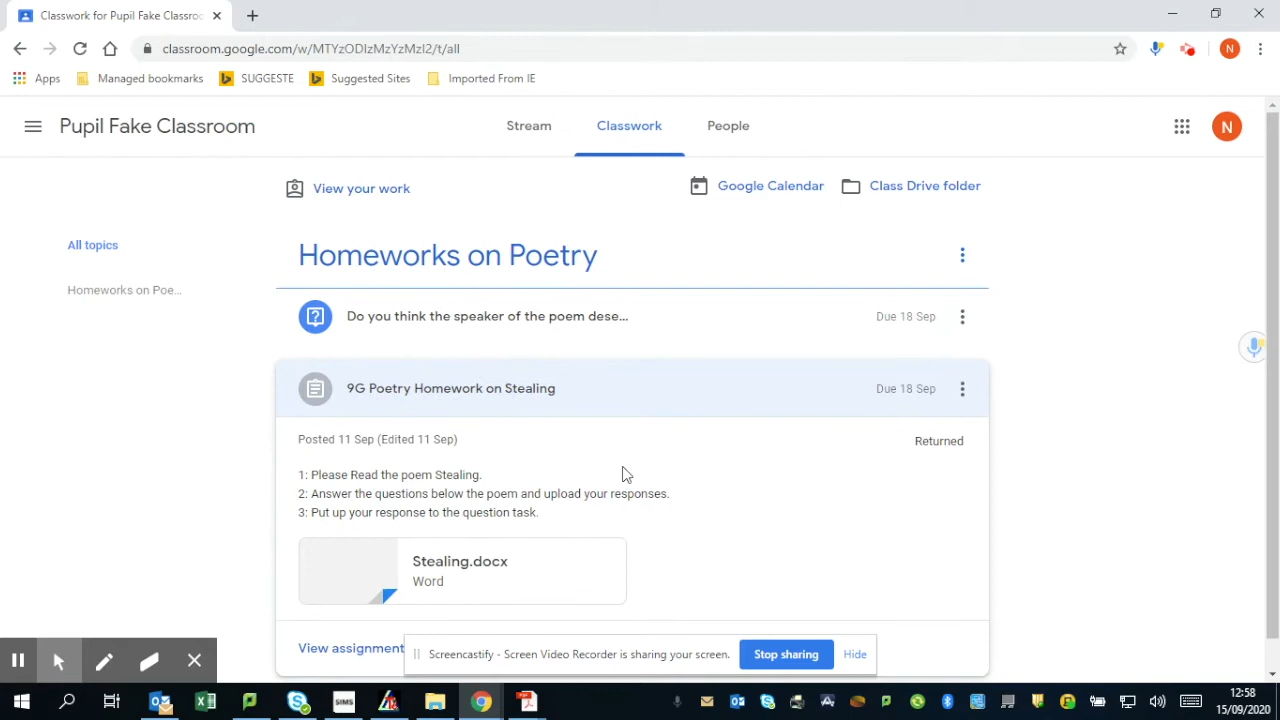 Classwork for Pupil Fake Classroo
classroom.google.com/w/MTYzODIzMzYzMzI2/t/all
N
Apps
Managed bookmarks
SUGGESTE
Suggested Sites
Imported From IE
Pupil Fake Classroom
Stream
Classwork
People
N
View your work
Google Calendar
Class Drive folder
All topics
Homeworks on Poetry
Homeworks on Poe...
Do you think the speaker of the poem dese...
Due 18 Sep
9G Poetry Homework on Stealing
Due 18 Sep
Posted 11 Sep (Edited 11 Sep)
Returned
1: Please Read the poem Stealing.
2: Answer the questions below the poem and upload your responses.
3: Put up your response to the question task.
Stealing.docx
Word
View assignment
Screencastify - Screen Video Recorder is sharing your screen.
Stop sharing
Hide
SIMS
12:58
15/09/2020